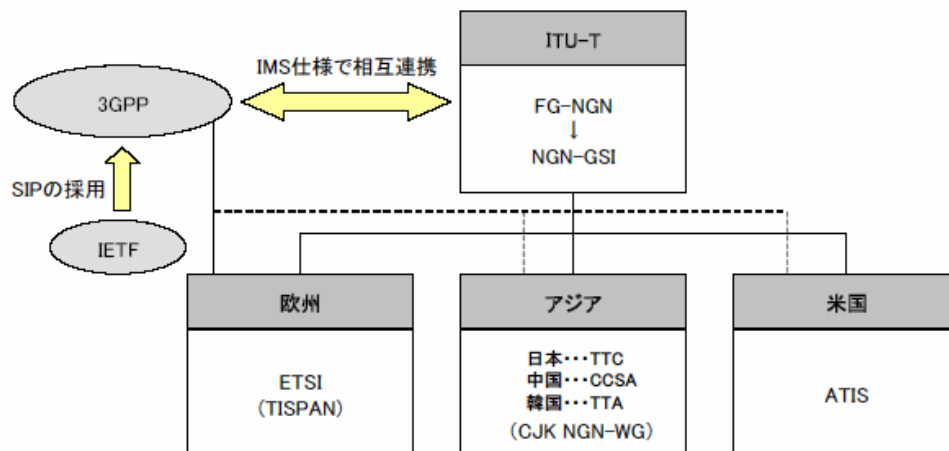 ITU-T
IMS仕様で相互連携
3GPP
FG-NGN
↓
NGN-GSI
SIPの採用
IETF
欧州
アジア
米国
ETSI
(TISPAN)
日本・・・TTC
中国・・・CCSA
韓国・・・TTA
(CJK NGN-WG)
ATIS